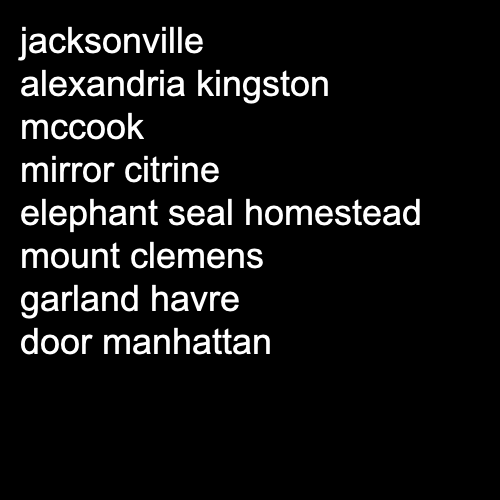 jacksonville
alexandria kingston
mccook
mirror citrine
elephant seal homestead
mount clemens
garland havre
door manhattan